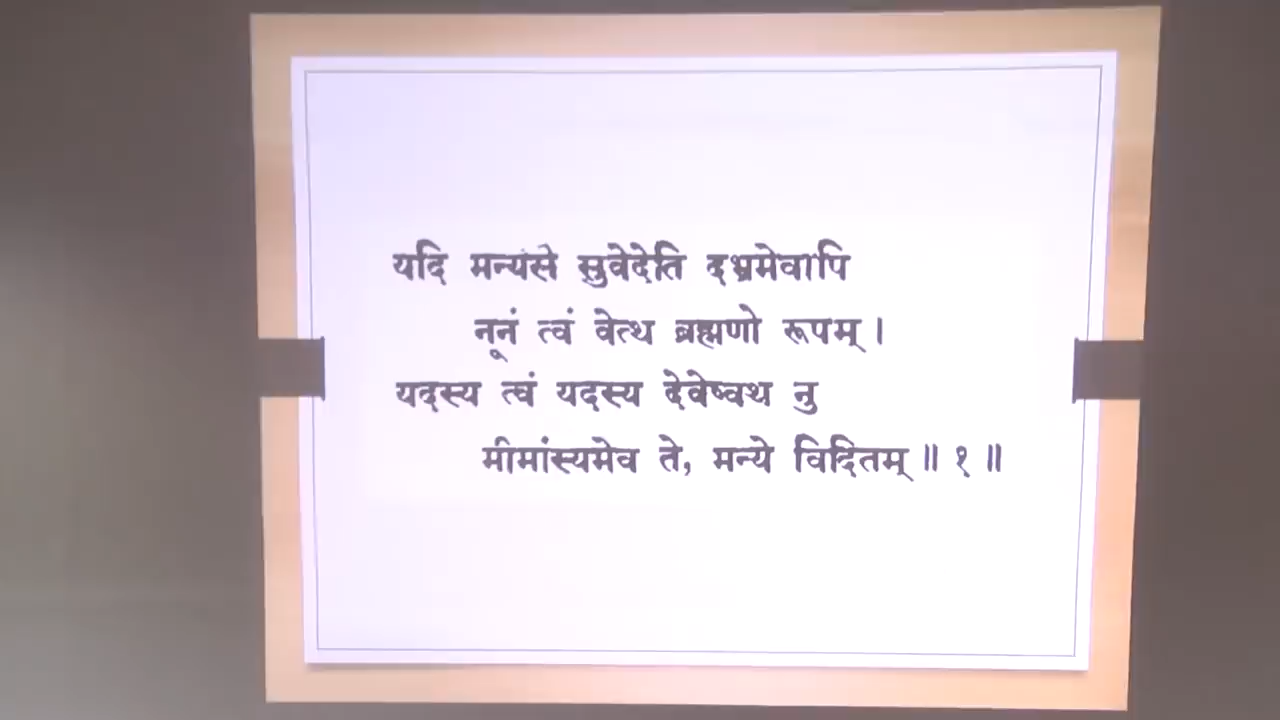 यदि मन्यसे सुवेदेति दभ्रमेवापि
नूनं त्वं वेत्थ ब्रह्मणो रूपम् ।
यदस्य त्वं यदस्य देवेष्वथ नु
मीमांस्यमेव ते, मन्ये विदितम् ॥ १ ॥